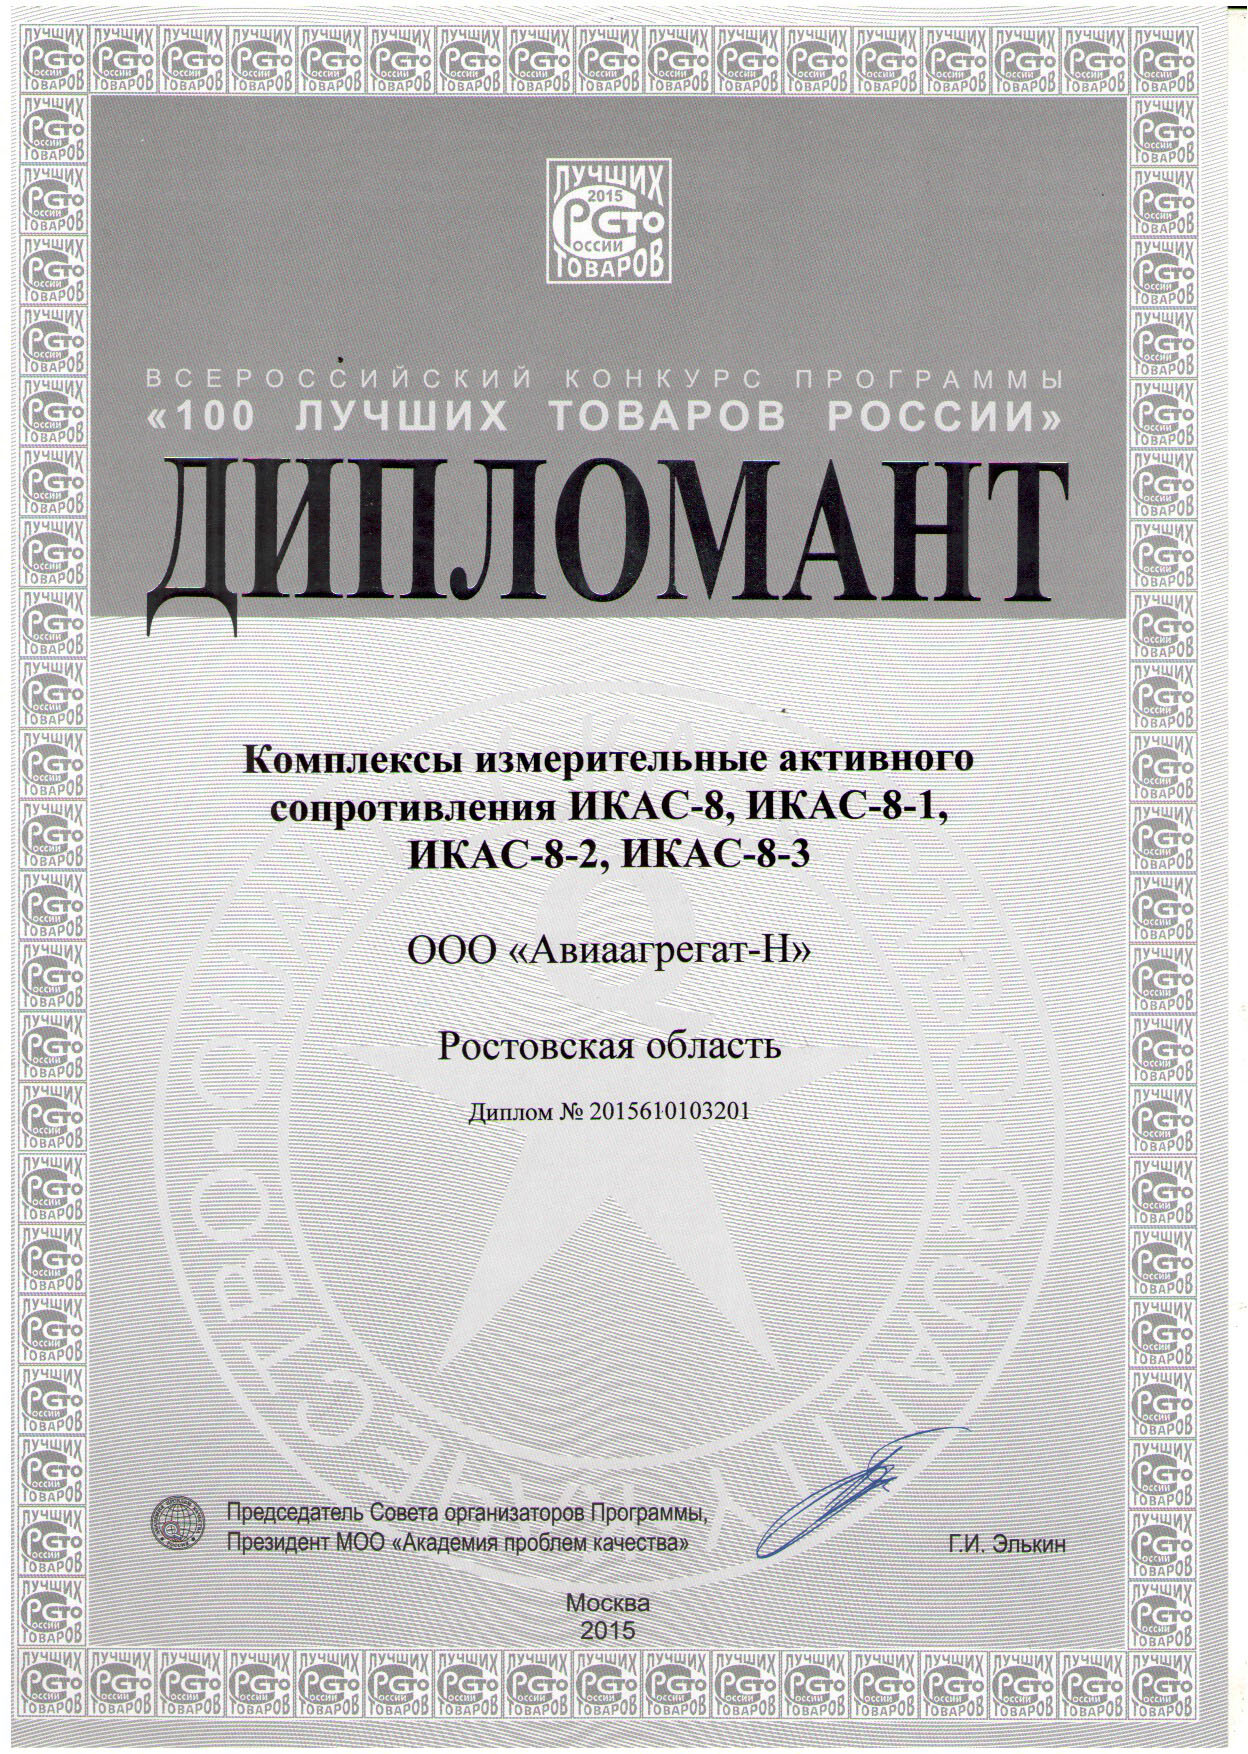 ЛУЧШИХ
2015
РСТО
ОССИИ
ТОВАРОВ
ВСЕРОССИЙСКИЙ КОНКУРС ПРОГРАММЫ
«100 ЛУЧШИХ ТОВАРОВ РОССИИ»
ДИПЛОМАНТ
Комплексы измерительные активного
сопротивления ИКАС-8, ИКАС-8-1,
ИКАС-8-2, ИКАС-8-3
ООО «Авиаагрегат-Н»
Ростовская область
Диплом № 2015610103201
Председатель Совета организаторов Программы,
Президент МОО «Академия проблем качества»
Г.И. Элькин
Москва
2015